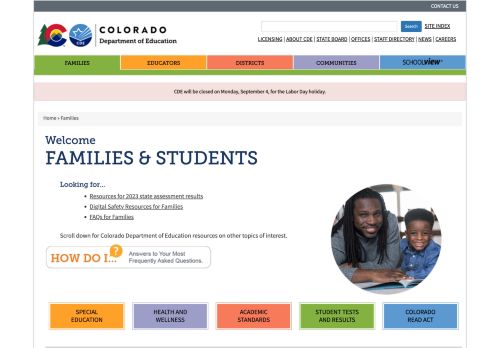 CONTACT US
COLORADO
Department of Education
CDE
Search
SITE INDEX
LICENSING | ABOUT CDE | STATE BOARD | OFFICES | STAFF DIRECTORY | NEWS | CAREERS
FAMILIES
EDUCATORS
DISTRICTS
COMMUNITIES
SCHOOLVIEW
CDE will be closed on Monday, September 4, for the Labor Day holiday.
Home > Families
Welcome
FAMILIES & STUDENTS
Looking for...
• Resources for 2023 state assessment results
• Digital Safety Resources for Families
• FAQs for Families
Scroll down for Colorado Department of Education resources on other topics of interest.
HOW DO I...?
Answers to Your Most
Frequently Asked Questions.
SPECIAL
EDUCATION
HEALTH AND
WELLNESS
ACADEMIC
STANDARDS
STUDENT TESTS
AND RESULTS
COLORADO
READ ACT